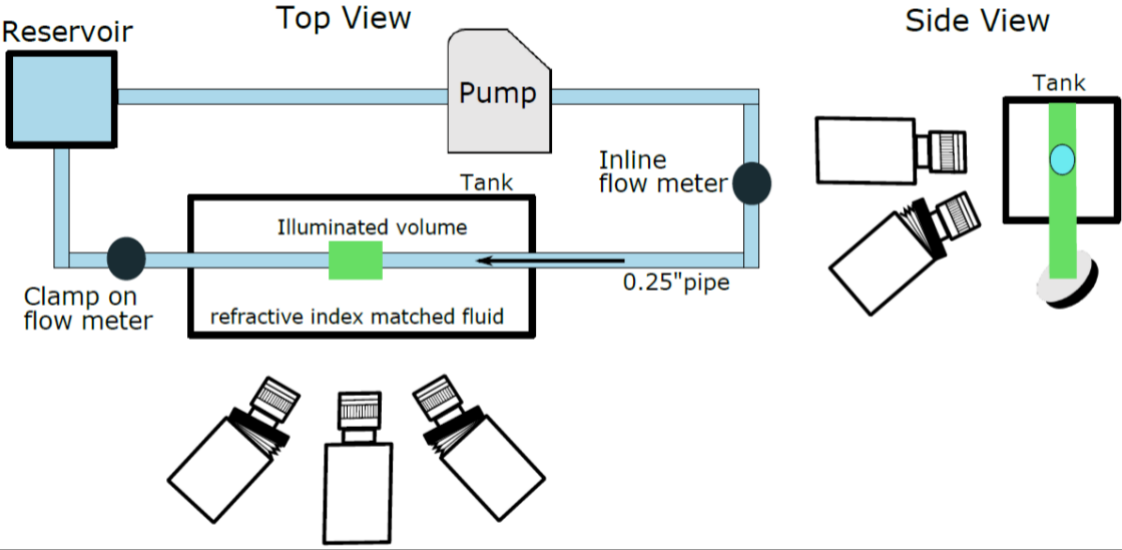 Top View
Side View
Reservoir
Pump
Tank
Inline
flow meter
Tank
Illuminated volume
0.25"pipe
Clamp on
flow meter
refractive index matched fluid